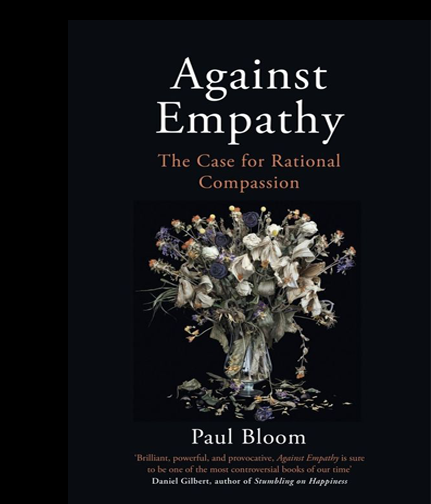 Against
Empathy
The Case for Rational
Compassion
Paul Bloom
'Brilliant, powerful, and provocative, Against Empathy is sure
to be one of the most controversial books of our time'
Daniel Gilbert, author of Stumbling on Happiness